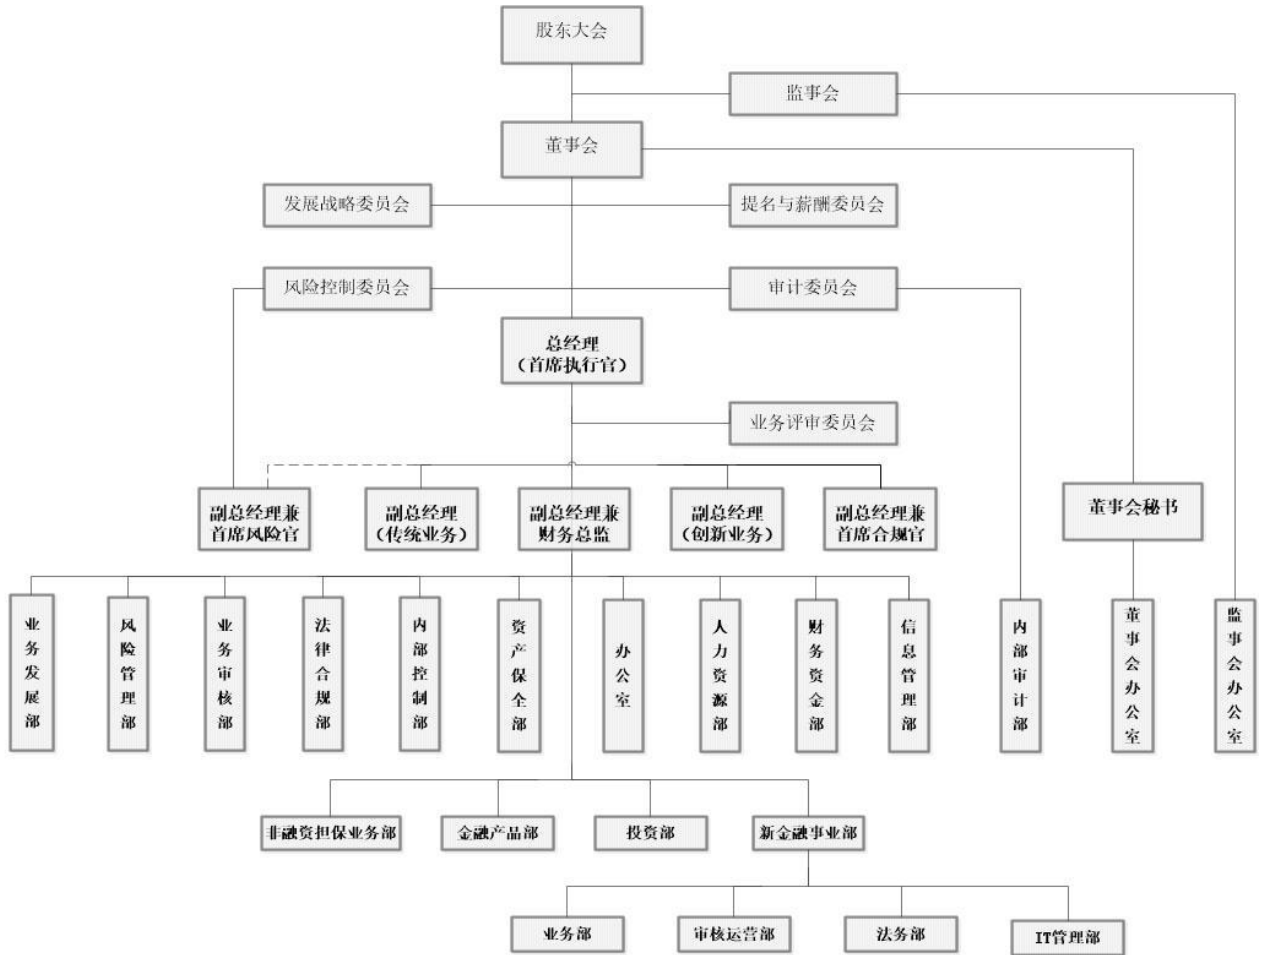 股东大会
监事会
董事会
发展战略委员会
提名与薪酬委员会
风险控制委员会
审计委员会
总经理
（首席执行官）
业务评审委员会
副总经理兼
首席风险官
副总经理
（传统业务）
副总经理兼
财务总监
副总经理
（创新业务）
副总经理兼
首席合规官
董事会秘书
业务发展部
风险管理部
业务审核部
法律合规部
内部控制部
资产保全部
办公室
人力资源部
财务资金部
信息管理部
内部审计部
董事会办公室
监事会办公室
非融资担保业务部
金融产品部
投资部
新金融事业部
业务部
审核运营部
法务部
IT管理部